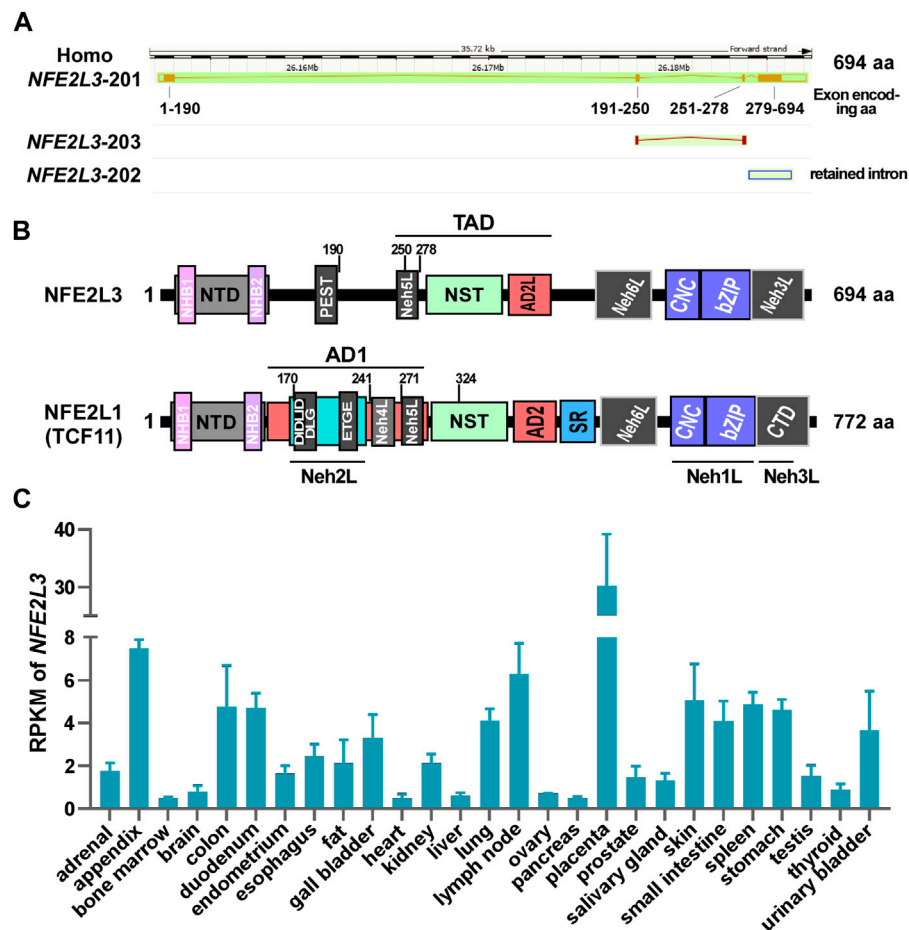 A
35.72 kb
Forward strand
Homo
26.16Mb 26.17Mb 26.18Mb
694 aa
NFE2L3-201
1-190 191-250 251-278 279-694
Exon encod-
ing aa
NFE2L3-203
NFE2L3-202
retained intron
B
TAD
190 250 278
NFE2L3 1 NHB1 NTD NHB2 PEST Neh5L NST AD2L Neh6L CNC bZIP Neh3L 694 aa
AD1
170 241 271 324
NFE2L1
(TCF11)
1 NHB1 NTD NHB2 DIDLID DLG ETGE Neh4L Neh5L NST AD2 SR Neh6L CNC bZIP CTD 772 aa
Neh2L Neh1L Neh3L
C
RPKM of NFE2L3
40
30
8
6
4
2
0
adrenal
appendix
bone marrow
brain
colon
duodenum
endometrium
esophagus
fat
gall bladder
heart
kidney
liver
lung
lymph node
ovary
pancreas
placenta
prostate
salivary gland
skin
small intestine
spleen
stomach
testis
thyroid
urinary bladder